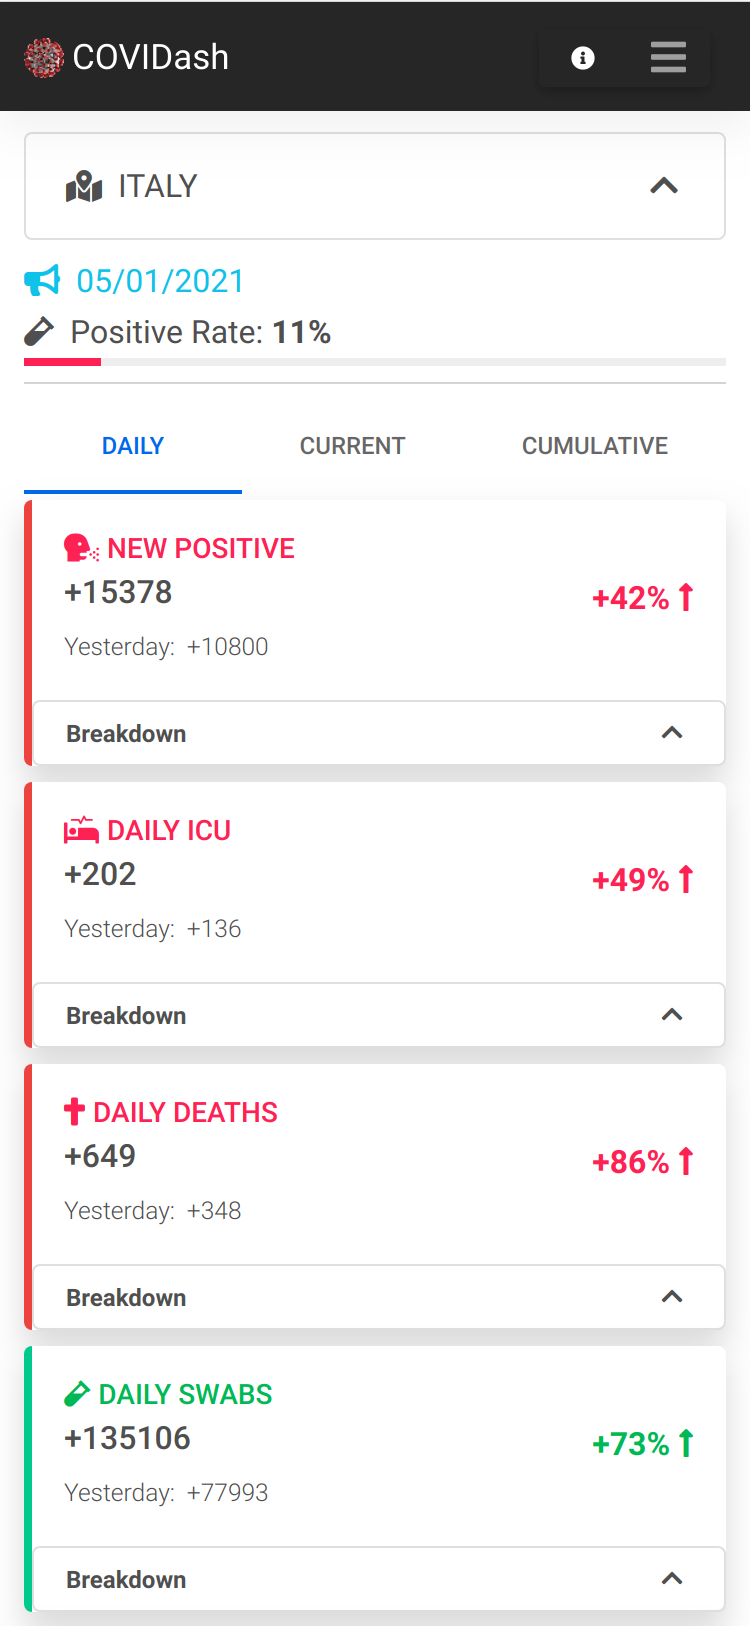 COVIDash
ITALY
05/01/2021
Positive Rate: 11%
DAILY CURRENT CUMULATIVE
NEW POSITIVE
+15378
+42%
Yesterday: +10800
Breakdown
DAILY ICU
+202
+49%
Yesterday: +136
Breakdown
DAILY DEATHS
+649
+86%
Yesterday: +348
Breakdown
DAILY SWABS
+135106
+73%
Yesterday: +77993
Breakdown